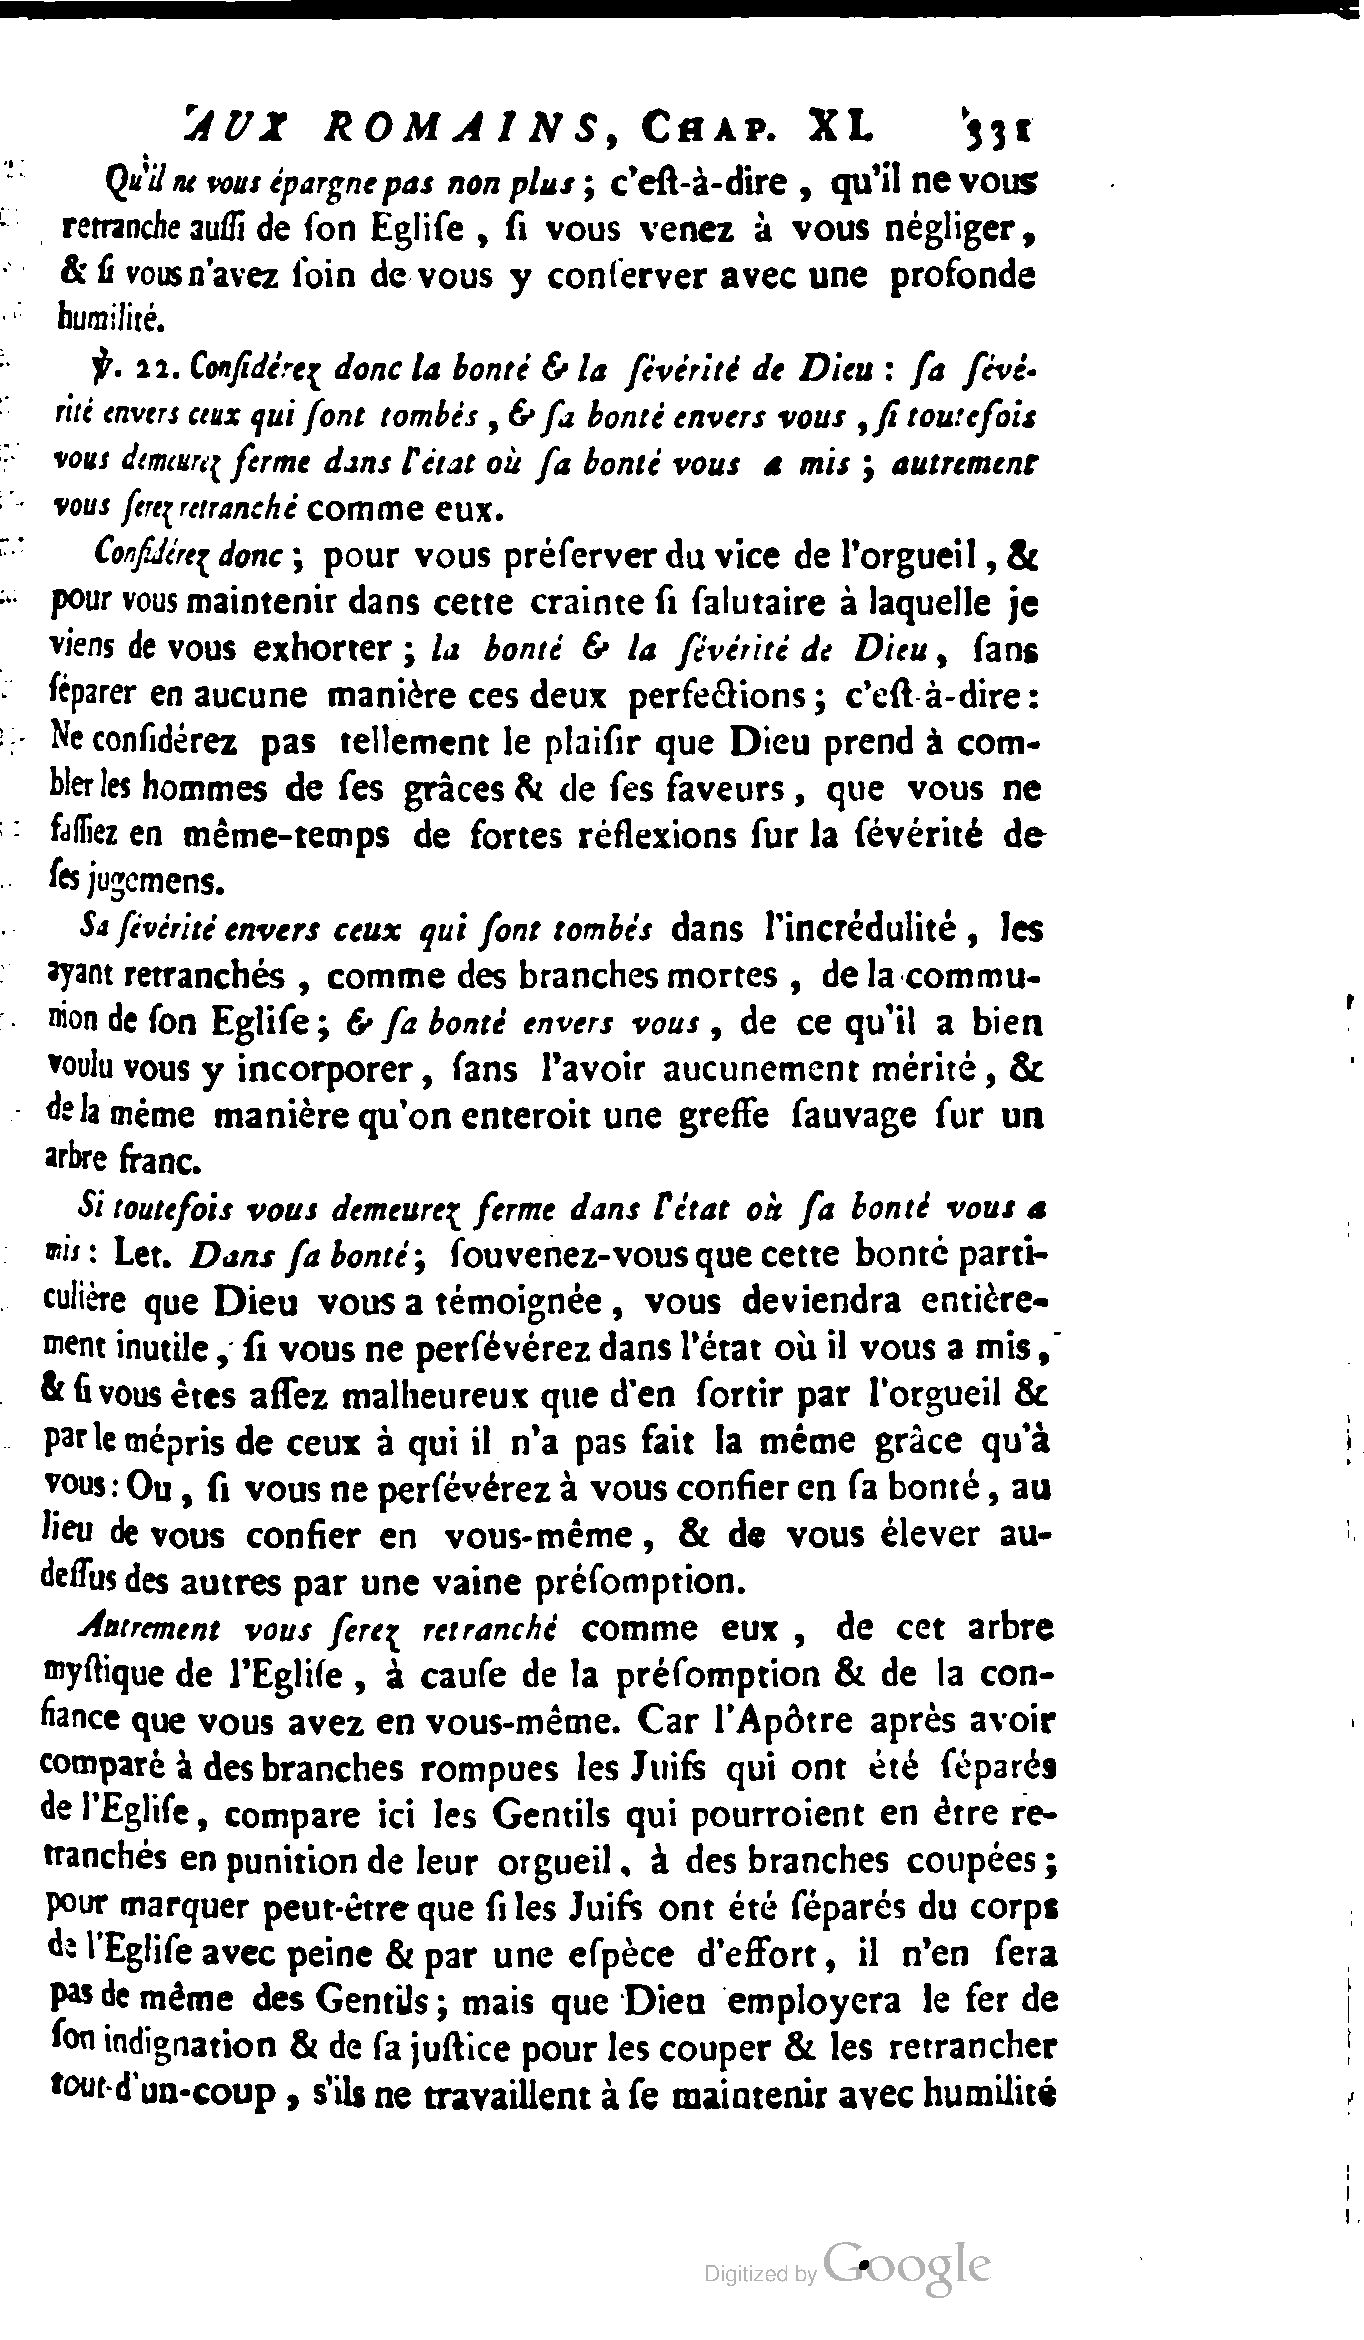 AUX ROMAINS, CHAP. XI. 331
Qu'il ne vous épargne pas non plus ; c'eſt-à-dire , qu'il ne vous
retranche auſſi de ſon Egliſe , ſi vous venez à vous négliger,
& ſi vous n'avez ſoin de vous y conſerver avec une profonde
humilité.
℣. 22. Conſidérez donc la bonté & la ſévérité de Dieu : ſa ſévé-
rité envers ceux qui ſont tombés , & ſa bonté envers vous , ſi toutefois
vous demeurez ferme dans l'état où ſa bonté vous a mis ; autrement
vous ſerez retranché comme eux.
Conſidérez donc ; pour vous préſerver du vice de l'orgueil , &
pour vous maintenir dans cette crainte ſi ſalutaire à laquelle je
viens de vous exhorter ; la bonté & la ſévérité de Dieu, ſans
ſéparer en aucune manière ces deux perfections ; c'eſt-à-dire :
Ne conſidérez pas tellement le plaiſir que Dieu prend à com-
bler les hommes de ſes grâces & de ſes faveurs, que vous ne
faſſiez en même-temps de fortes réflexions ſur la ſévérité de
ſes jugemens.
Sa ſévérité envers ceux qui ſont tombés dans l'incrédulité , les
ayant retranchés , comme des branches mortes , de la commu-
nion de ſon Egliſe ; & ſa bonté envers vous , de ce qu'il a bien
voulu vous y incorporer, ſans l'avoir aucunement mérité, &
de la même manière qu'on enteroit une greffe ſauvage ſur un
arbre franc.
Si toutefois vous demeurez ferme dans l'état où ſa bonté vous a
mis : Let. Dans ſa bonté ; ſouvenez-vous que cette bonté parti-
culière que Dieu vous a témoignée, vous deviendra entière-
ment inutile , ſi vous ne perſévérez dans l'état où il vous a mis,
& ſi vous êtes aſſez malheureux que d'en ſortir par l'orgueil &
par le mépris de ceux à qui il n'a pas fait la même grâce qu'à
vous : Ou, ſi vous ne perſévérez à vous confier en ſa bonté, au
lieu de vous confier en vous-même , & de vous élever au-
deſſus des autres par une vaine préſomption.
Autrement vous ſerez retranché comme eux , de cet arbre
myſtique de l'Egliſe , à cauſe de la préſomption & de la con-
fiance que vous avez en vous-même. Car l'Apôtre après avoir
comparé à des branches rompues les Juifs qui ont été ſéparés
de l'Egliſe, compare ici les Gentils qui pourroient en être re-
tranchés en punition de leur orgueil, à des branches coupées ;
pour marquer peut-être que ſi les Juifs ont été ſéparés du corps
de l'Egliſe avec peine & par une eſpèce d'effort, il n'en ſera
pas de même des Gentils ; mais que Dieu employera le fer de
ſon indignation & de ſa juſtice pour les couper & les retrancher
tout-d'un-coup , s'ils ne travaillent à ſe maintenir avec humilité
Digitized by Google